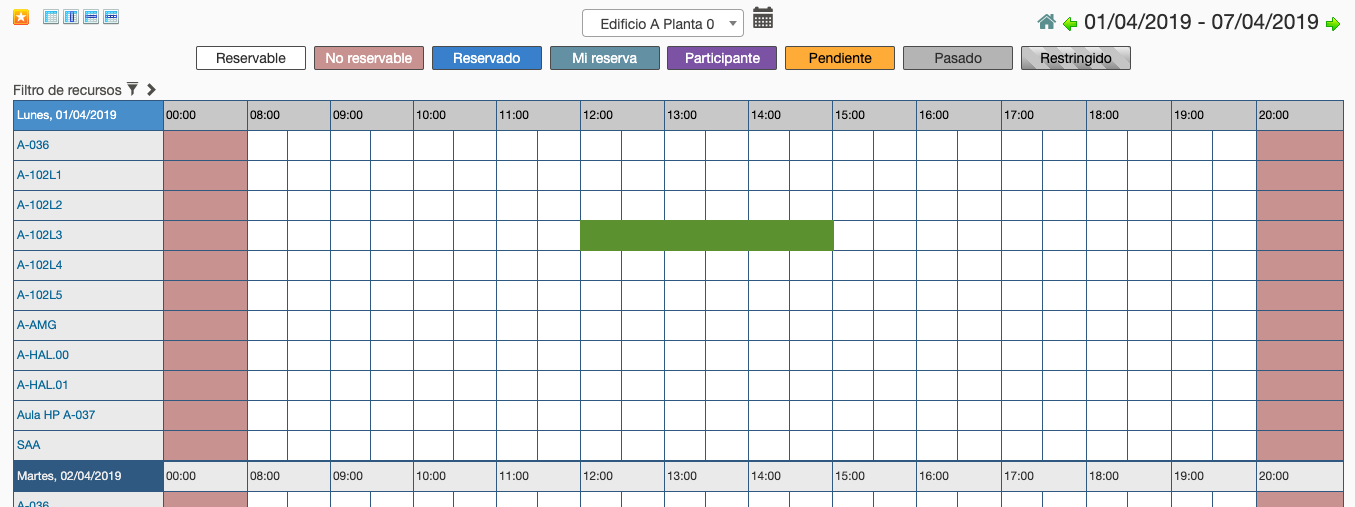 Edificio A Planta 0
01/04/2019 - 07/04/2019
Reservable No reservable Reservado Mi reserva Participante Pendiente Pasado Restringido
Filtro de recursos
Lunes, 01/04/2019 00:00 08:00 09:00 10:00 11:00 12:00 13:00 14:00 15:00 16:00 17:00 18:00 19:00 20:00
A-036
A-102L1
A-102L2
A-102L3
A-102L4
A-102L5
A-AMG
A-HAL.00
A-HAL.01
Aula HP A-037
SAA
Martes, 02/04/2019 00:00 08:00 09:00 10:00 11:00 12:00 13:00 14:00 15:00 16:00 17:00 18:00 19:00 20:00
A-036